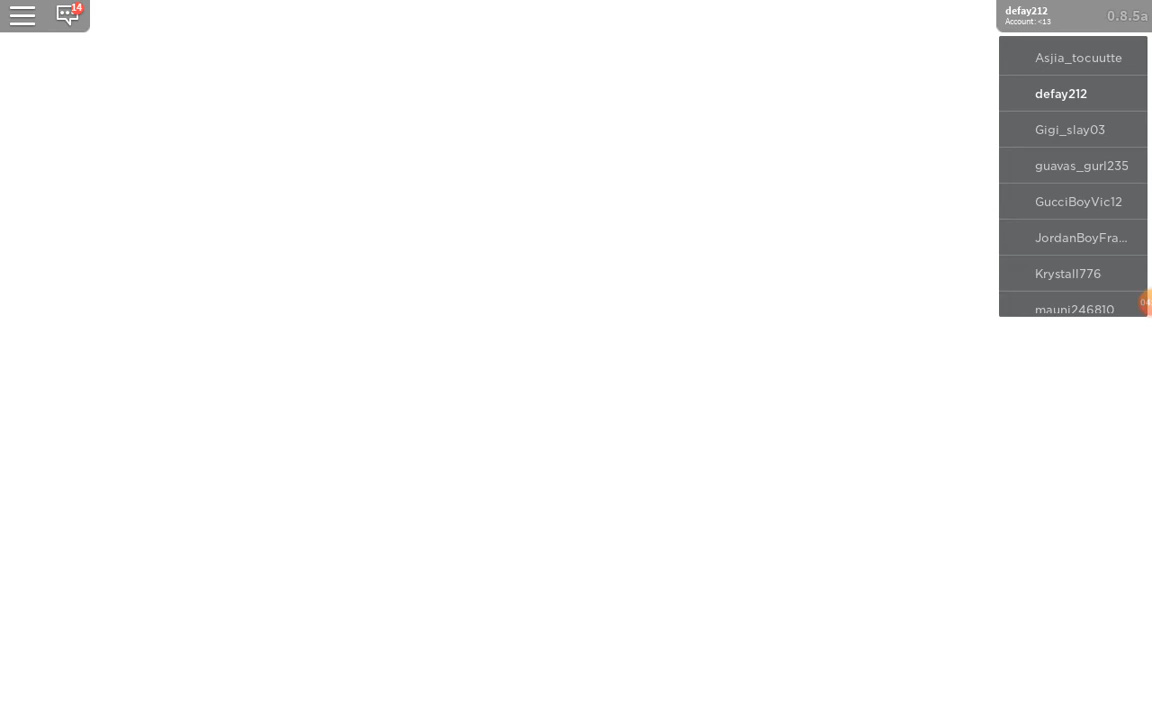 14
defay212
Account: <13
0.8.5a
Asjia_tocuutte
defay212
Gigi_slay03
guavas_gurl235
GucciBoyVic12
JordanBoyFra...
Krystall776
mauni246810